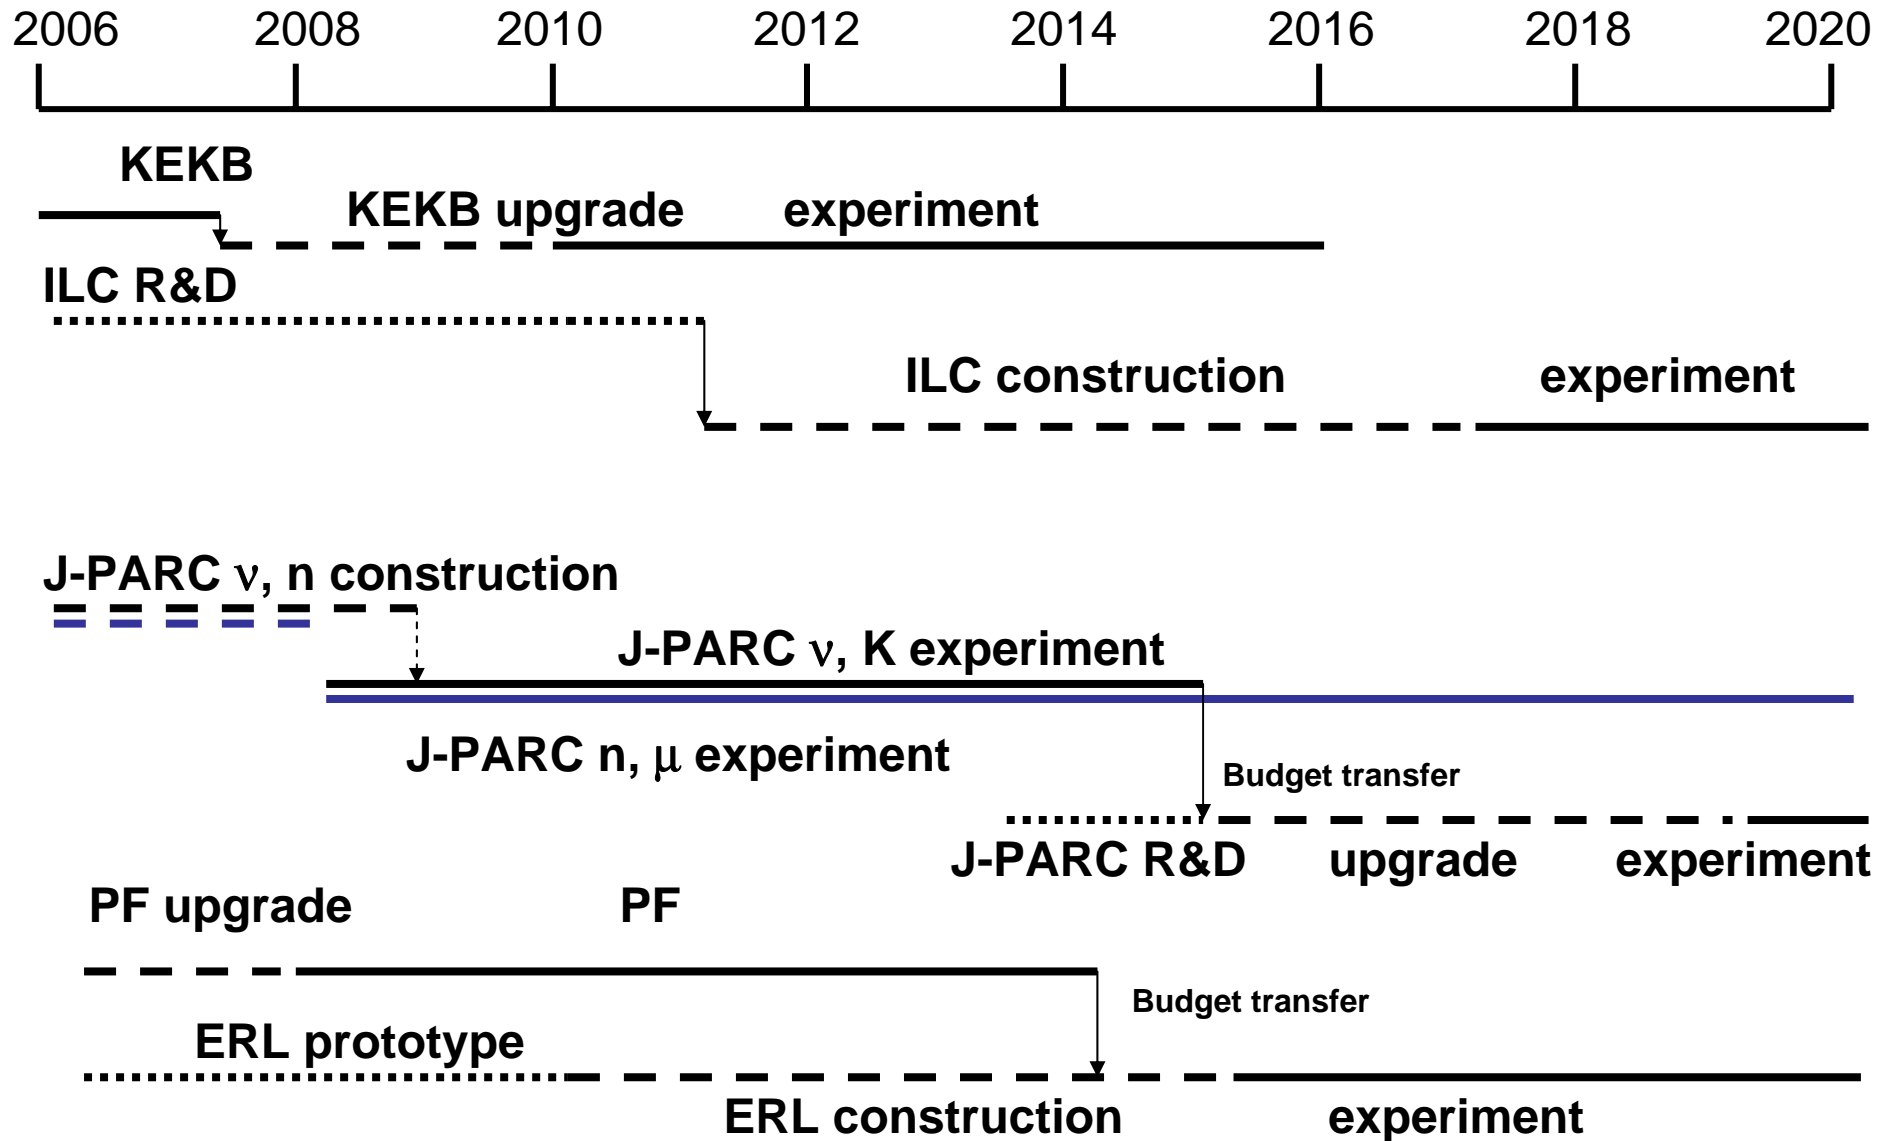 2006 2008 2010 2012 2014 2016 2018 2020
KEKB
KEKB upgrade experiment
ILC R&D
ILC construction experiment
J-PARC ν, n construction
J-PARC ν, K experiment
J-PARC n, μ experiment
Budget transfer
J-PARC R&D upgrade experiment
PF upgrade PF
Budget transfer
ERL prototype
ERL construction experiment